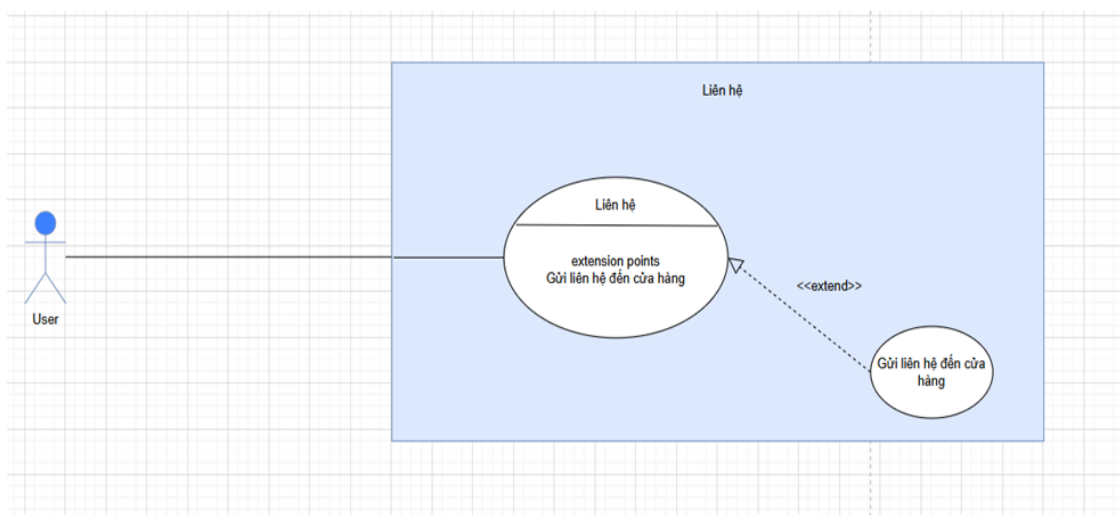 Liên hệ
Liên hệ
extension points
Gửi liên hệ đến cửa hàng
<<extend>>
User
Gửi liên hệ đến cửa
hàng